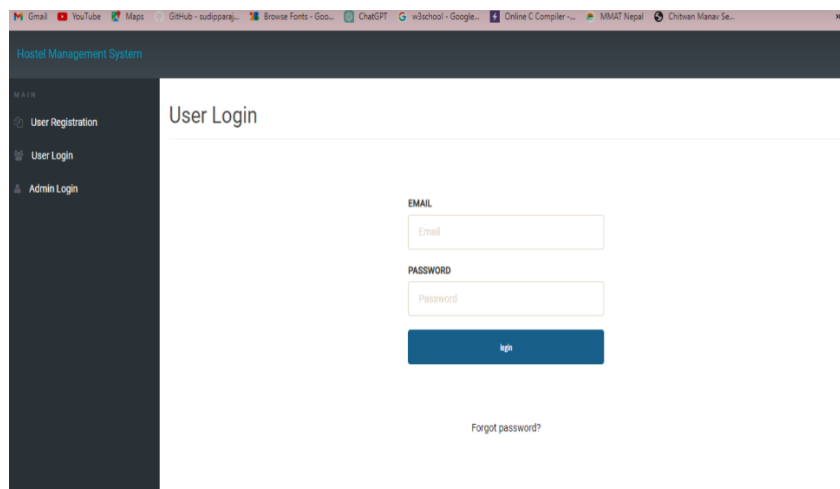 Gmail YouTube Maps GitHub - sudipparaj... Browse Fonts - Goo... ChatGPT w3school - Google... Online C Compiler -... MMAT Nepal Chitwan Manav Se... »
Hostel Management System
MAIN
User Registration
User Login
Admin Login
User Login
EMAIL
Email
PASSWORD
Password
login
Forgot password?